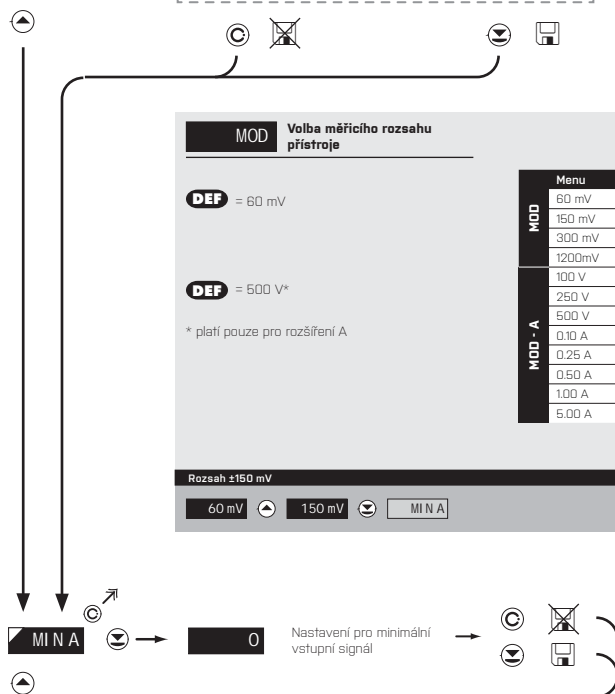 MOD
Volba měřicího rozsahu
přístroje
DEF = 60 mV
DEF = 500 V*
* platí pouze pro rozšíření A
MOD
Menu
60 mV
150 mV
300 mV
1200mV
MOD - A
100 V
250 V
500 V
0.10 A
0.25 A
0.50 A
1.00 A
5.00 A
Rozsah ±150 mV
60 mV 150 mV MIN A
MIN A 0 Nastavení pro minimální
vstupní signál